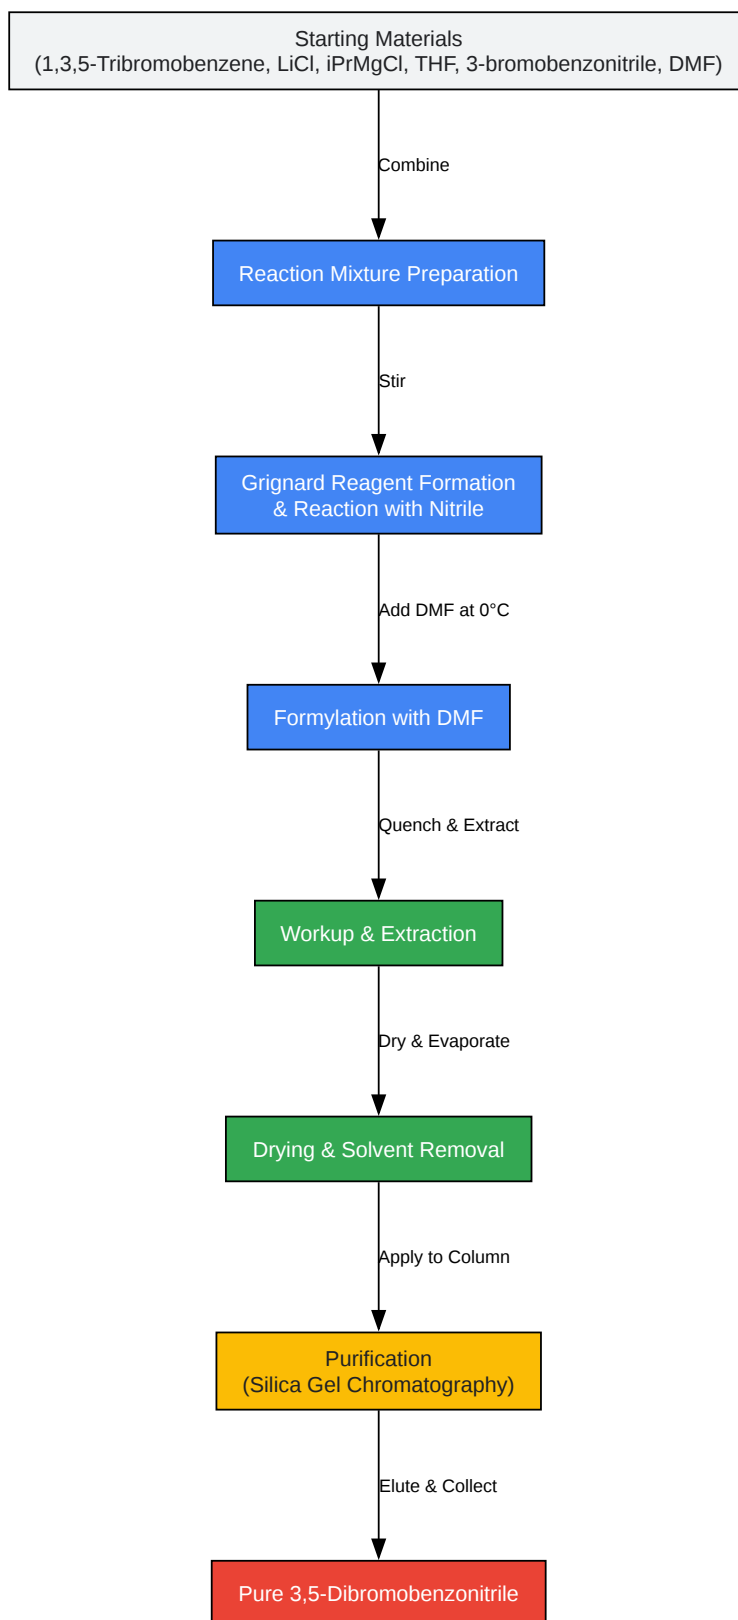 Starting Materials
(1,3,5-Tribromobenzene, LiCl, iPrMgCl, THF, 3-bromobenzonitrile, DMF)
Combine
Reaction Mixture Preparation
Stir
Grignard Reagent Formation
& Reaction with Nitrile
Add DMF at 0°C
Formylation with DMF
Quench & Extract
Workup & Extraction
Dry & Evaporate
Drying & Solvent Removal
Apply to Column
Purification
(Silica Gel Chromatography)
Elute & Collect
Pure 3,5-Dibromobenzonitrile